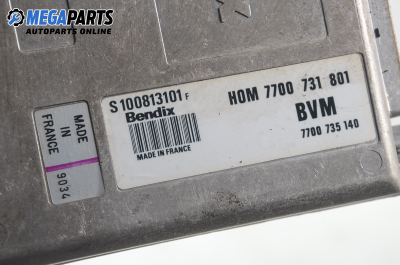 MEGAPARTS
AUTOPARTS ONLINE
S100813101 F
Bendix
MADE IN FRANCE
HOM 7700 731 801
BVM
7700 735 140
MADE
IN
FRANCE
9034